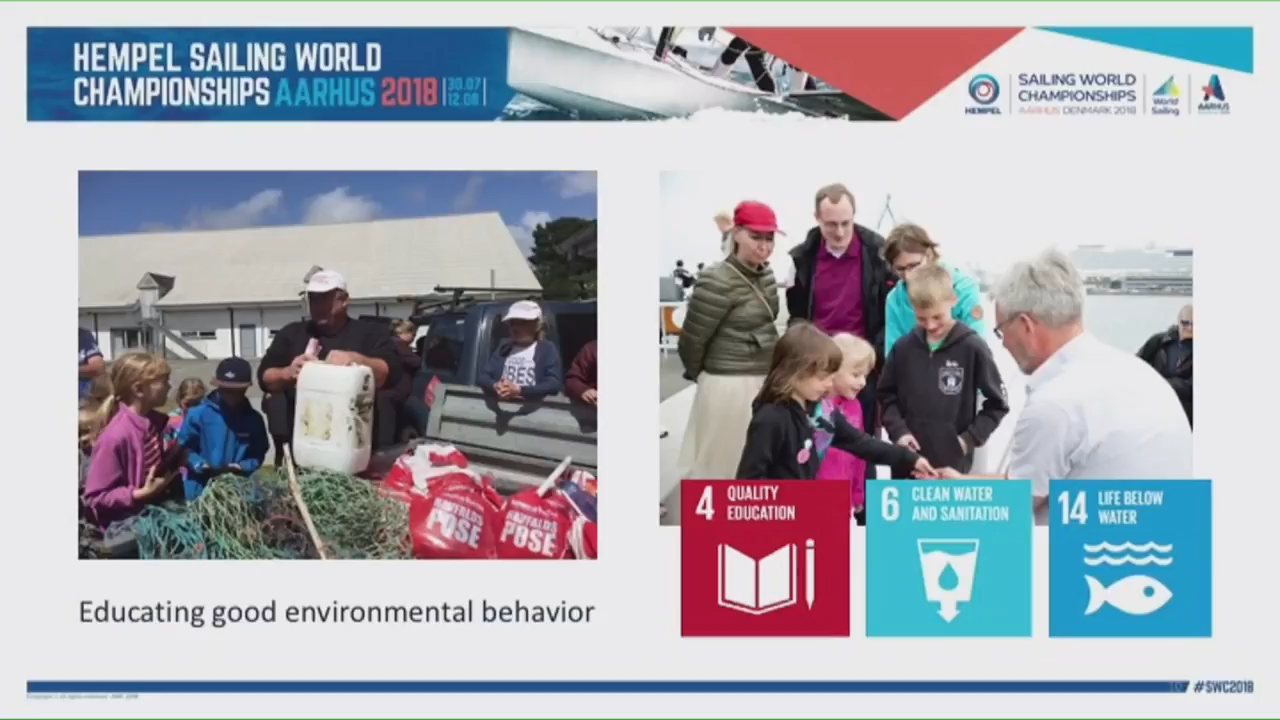 HEMPEL SAILING WORLD
CHAMPIONSHIPS AARHUS 2018
30.07
12.08
HEMPEL
SAILING WORLD
CHAMPIONSHIPS
AARHUS DENMARK 2018
World
Sailing
AARHUS
HAVFALDS
POSE
HAVFALDS
POSE
4 QUALITY
EDUCATION
6 CLEAN WATER
AND SANITATION
14 LIFE BELOW
WATER
Educating good environmental behavior
#SWC2018